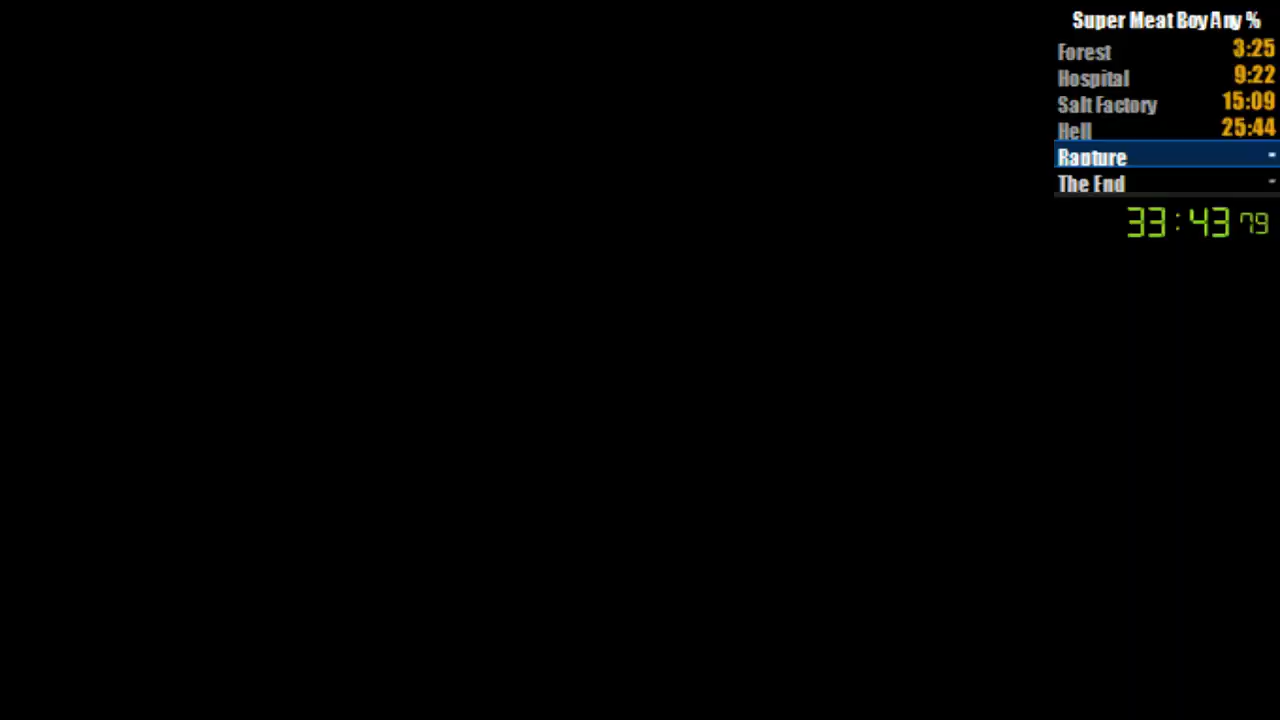 Super Meat Boy Any %
Forest 3:25
Hospital 9:22
Salt Factory 15:09
Hell 25:44
Rapture -
The End -
33:43 79